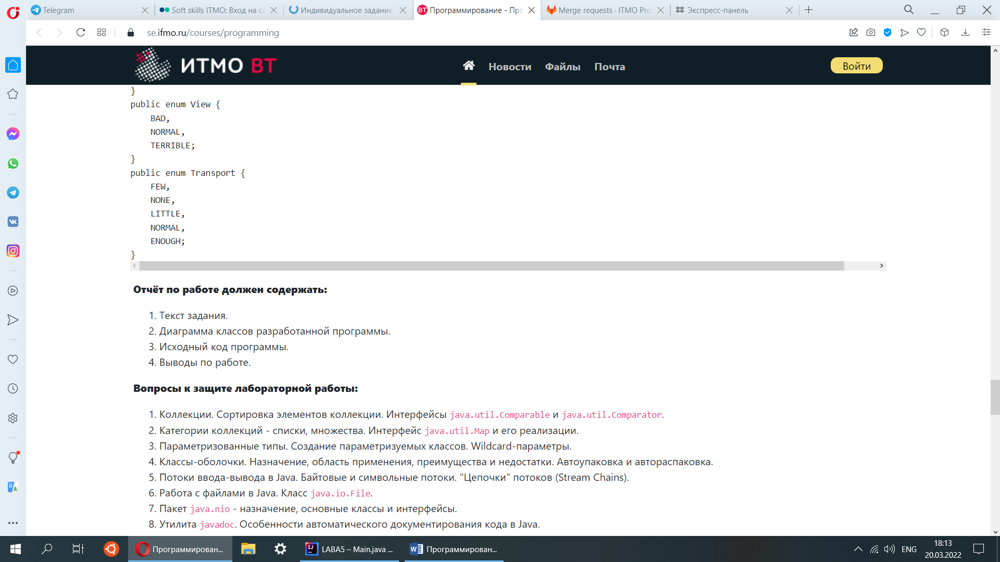 Telegram
Soft skills ITMO: Вход на са
Индивидуальное задание
Программирование - Про
Merge requests · ITMO Pro
Экспресс-панель
se.ifmo.ru/courses/programming
ИТМО ВТ
Новости
Файлы
Почта
Войти
}
public enum View {
    BAD,
    NORMAL,
    TERRIBLE;
}
public enum Transport {
    FEW,
    NONE,
    LITTLE,
    NORMAL,
    ENOUGH;
}
Отчёт по работе должен содержать:
1. Текст задания.
2. Диаграмма классов разработанной программы.
3. Исходный код программы.
4. Выводы по работе.
Вопросы к защите лабораторной работы:
1. Коллекции. Сортировка элементов коллекции. Интерфейсы java.util.Comparable и java.util.Comparator.
2. Категории коллекций - списки, множества. Интерфейс java.util.Map и его реализации.
3. Параметризованные типы. Создание параметризуемых классов. Wildcard-параметры.
4. Классы-оболочки. Назначение, область применения, преимущества и недостатки. Автоупаковка и автораспаковка.
5. Потоки ввода-вывода в Java. Байтовые и символьные потоки. "Цепочки" потоков (Stream Chains).
6. Работа с файлами в Java. Класс java.io.File.
7. Пакет java.nio - назначение, основные классы и интерфейсы.
8. Утилита javadoc. Особенности автоматического документирования кода в Java.
Программирован...
LABA5 – Main.java ...
Программирован...
ENG
18:13
20.03.2022